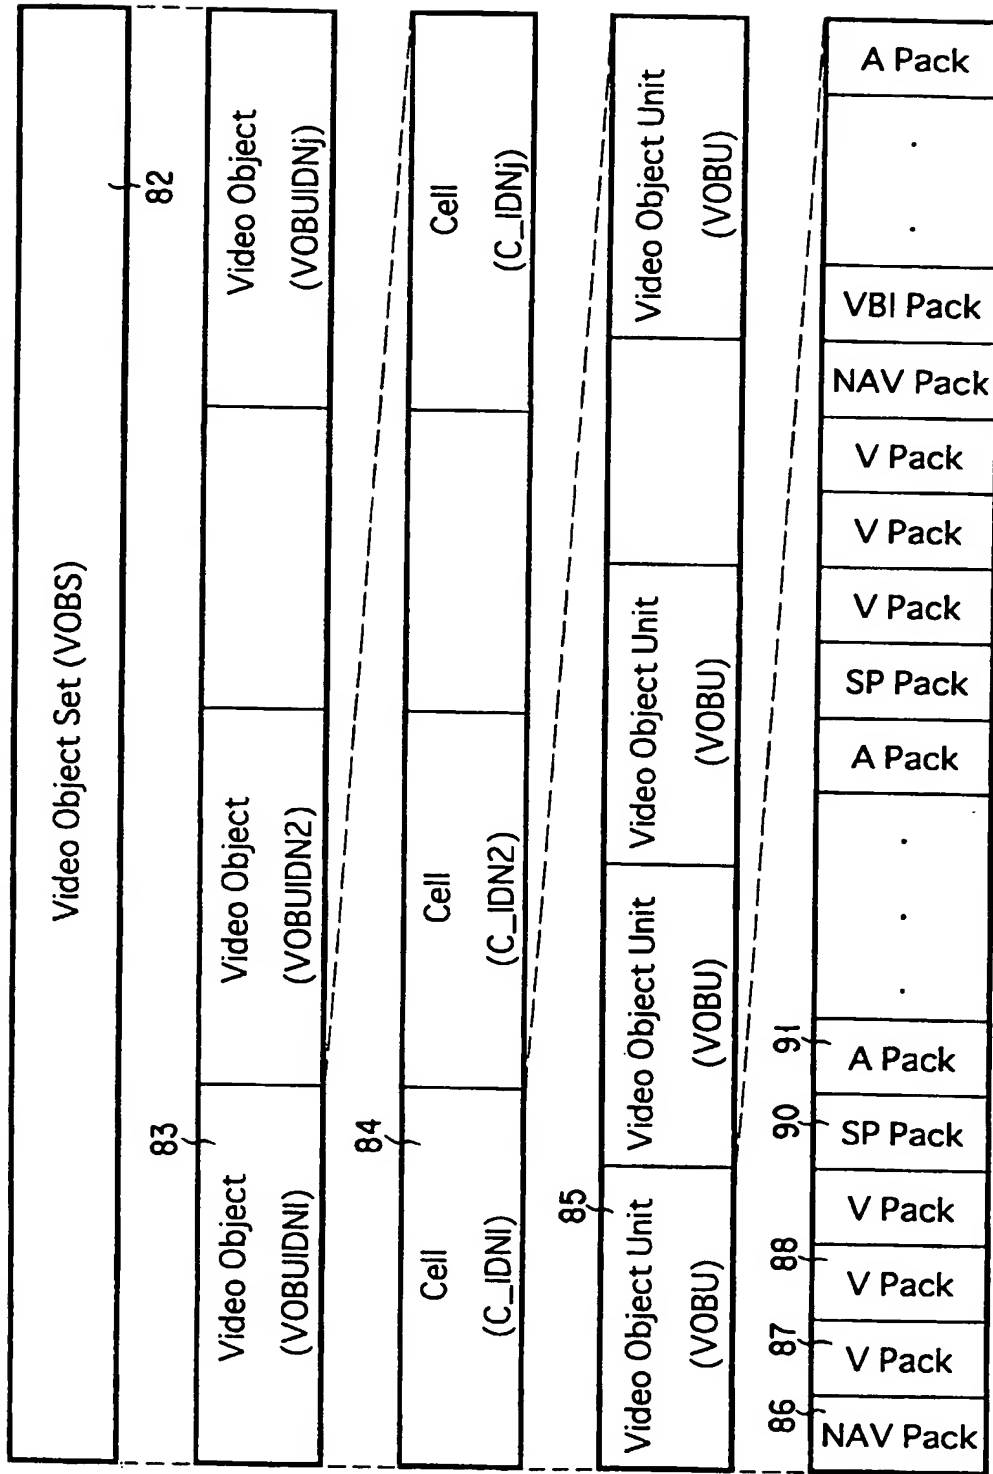 Video Object Set (VOBS)
82
83
Video Object
(VOBUIDN1)
Video Object
(VOBUIDN2)
Video Object
(VOBUIDNj)
84
Cell
(C_IDN1)
Cell
(C_IDN2)
Cell
(C_IDNj)
85
Video Object Unit
(VOBU)
Video Object Unit
(VOBU)
Video Object Unit
(VOBU)
Video Object Unit
(VOBU)
86
87
88
90
91
NAV Pack
V Pack
V Pack
V Pack
SP Pack
A Pack
. . .
A Pack
SP Pack
V Pack
V Pack
V Pack
NAV Pack
VBI Pack
. .
A Pack